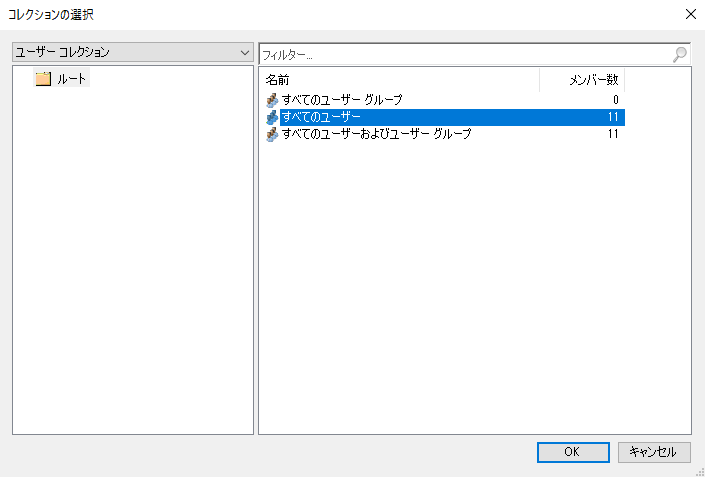 コレクションの選択
ユーザー コレクション
フィルター...
ルート
名前 メンバー数
すべてのユーザー グループ 0
すべてのユーザー 11
すべてのユーザーおよびユーザー グループ 11
OK キャンセル